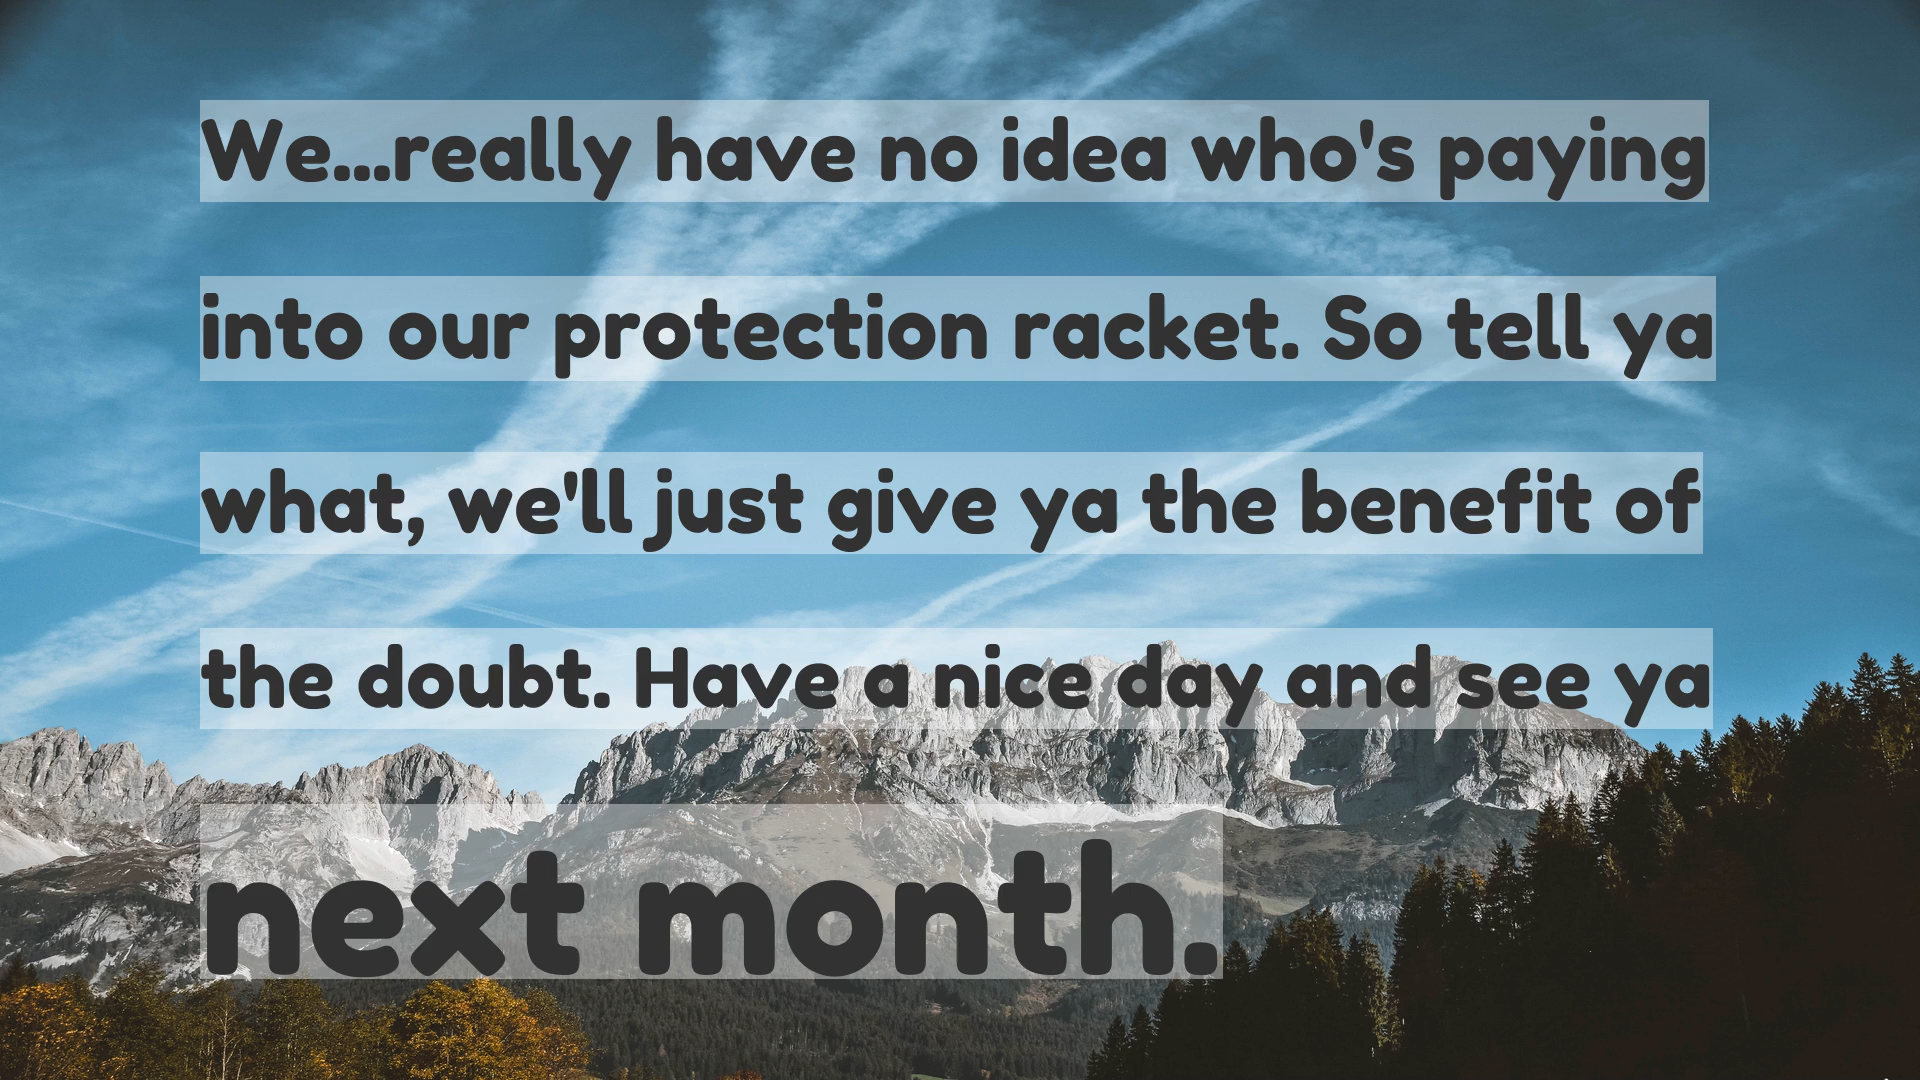 We...really have no idea who's paying
into our protection racket. So tell ya
what, we'll just give ya the benefit of
the doubt. Have a nice day and see ya
next month.